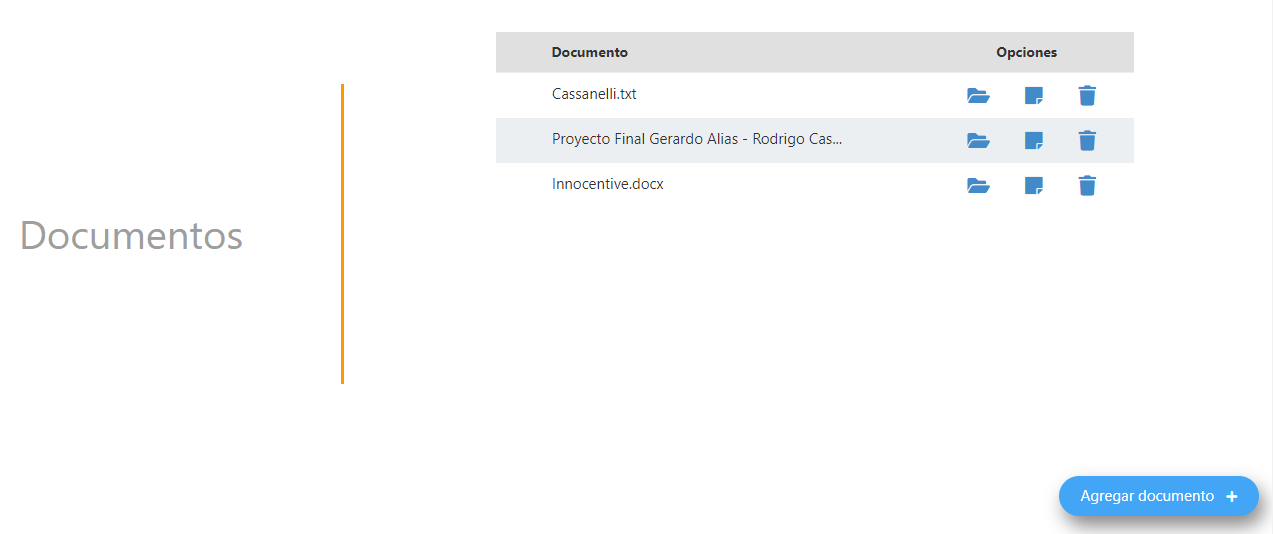 Documentos
Documento Opciones
Cassanelli.txt
Proyecto Final Gerardo Alias - Rodrigo Cas...
Innocentive.docx
Agregar documento +